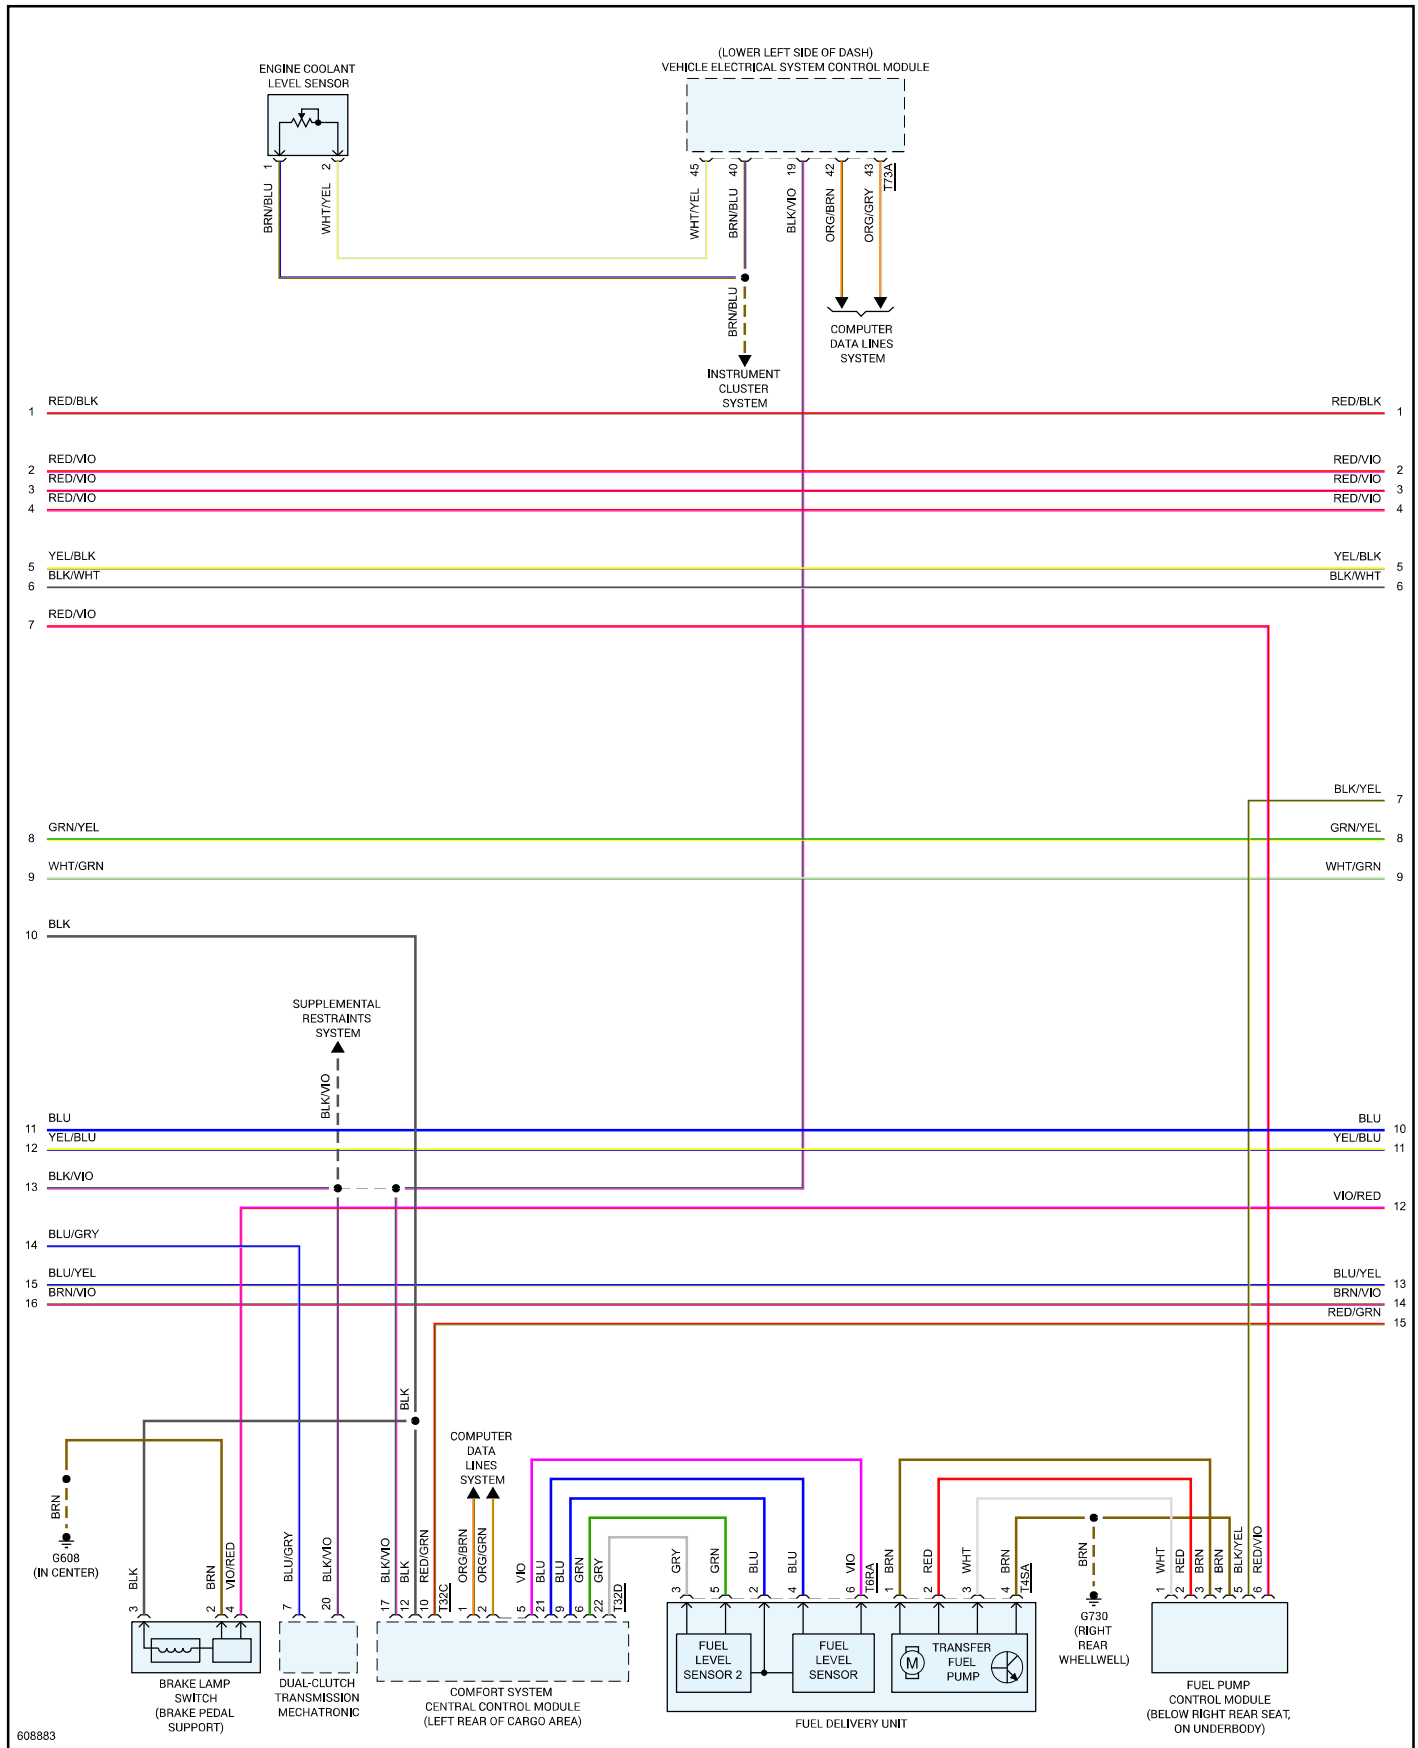 (LOWER LEFT SIDE OF DASH)
VEHICLE ELECTRICAL SYSTEM CONTROL MODULE
ENGINE COOLANT
LEVEL SENSOR
1
2
BRN/BLU
WHT/YEL
45
40
19
42
43
T73A
WHT/YEL
BRN/BLU
BLK/VIO
ORG/BRN
ORG/GRY
BRN/BLU
COMPUTER
DATA LINES
SYSTEM
INSTRUMENT
CLUSTER
SYSTEM
1 RED/BLK RED/BLK 1
2 RED/VIO RED/VIO 2
3 RED/VIO RED/VIO 3
4 RED/VIO RED/VIO 4
5 YEL/BLK YEL/BLK 5
6 BLK/WHT BLK/WHT 6
7 RED/VIO
BLK/YEL 7
8 GRN/YEL GRN/YEL 8
9 WHT/GRN WHT/GRN 9
10 BLK
SUPPLEMENTAL
RESTRAINTS
SYSTEM
BLK/VIO
11 BLU BLU 10
12 YEL/BLU YEL/BLU 11
13 BLK/VIO
VIO/RED 12
14 BLU/GRY
15 BLU/YEL BLU/YEL 13
16 BRN/VIO BRN/VIO 14
RED/GRN 15
BLK
COMPUTER
DATA
LINES
SYSTEM
BRN
G608
(IN CENTER)
BLK
BRN
VIO/RED
BLU/GRY
BLK/VIO
BLK/VIO
BLK
RED/GRN
ORG/BRN
ORG/GRN
VIO
BLU
BLU
GRN
GRY
GRY
GRN
BLU
BLU
VIO
BRN
RED
WHT
BRN
BRN
G730
(RIGHT
REAR
WHELLWELL)
WHT
RED
BRN
BRN
BLK/YEL
RED/VIO
3
2
4
7
20
17
12
10
T32C
1
2
5
21
9
6
22
T32D
3
5
2
4
6
T6RA
1
2
3
4
T4SA
1
2
3
4
5
6
FUEL
LEVEL
SENSOR 2
FUEL
LEVEL
SENSOR
M
TRANSFER
FUEL
PUMP
BRAKE LAMP
SWITCH
(BRAKE PEDAL
SUPPORT)
DUAL-CLUTCH
TRANSMISSION
MECHATRONIC
COMFORT SYSTEM
CENTRAL CONTROL MODULE
(LEFT REAR OF CARGO AREA)
FUEL DELIVERY UNIT
FUEL PUMP
CONTROL MODULE
(BELOW RIGHT REAR SEAT,
ON UNDERBODY)
608883